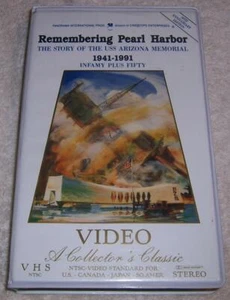 Remembering Pearl Harbor
THE STORY OF THE USS ARIZONA MEMORIAL
1941-1991
INFAMY PLUS FIFTY
VIDEO
A Collector's Classic
VHS
NTSC
NTSC VIDEO STANDARD FOR
U.S. - CANADA - JAPAN
STEREO